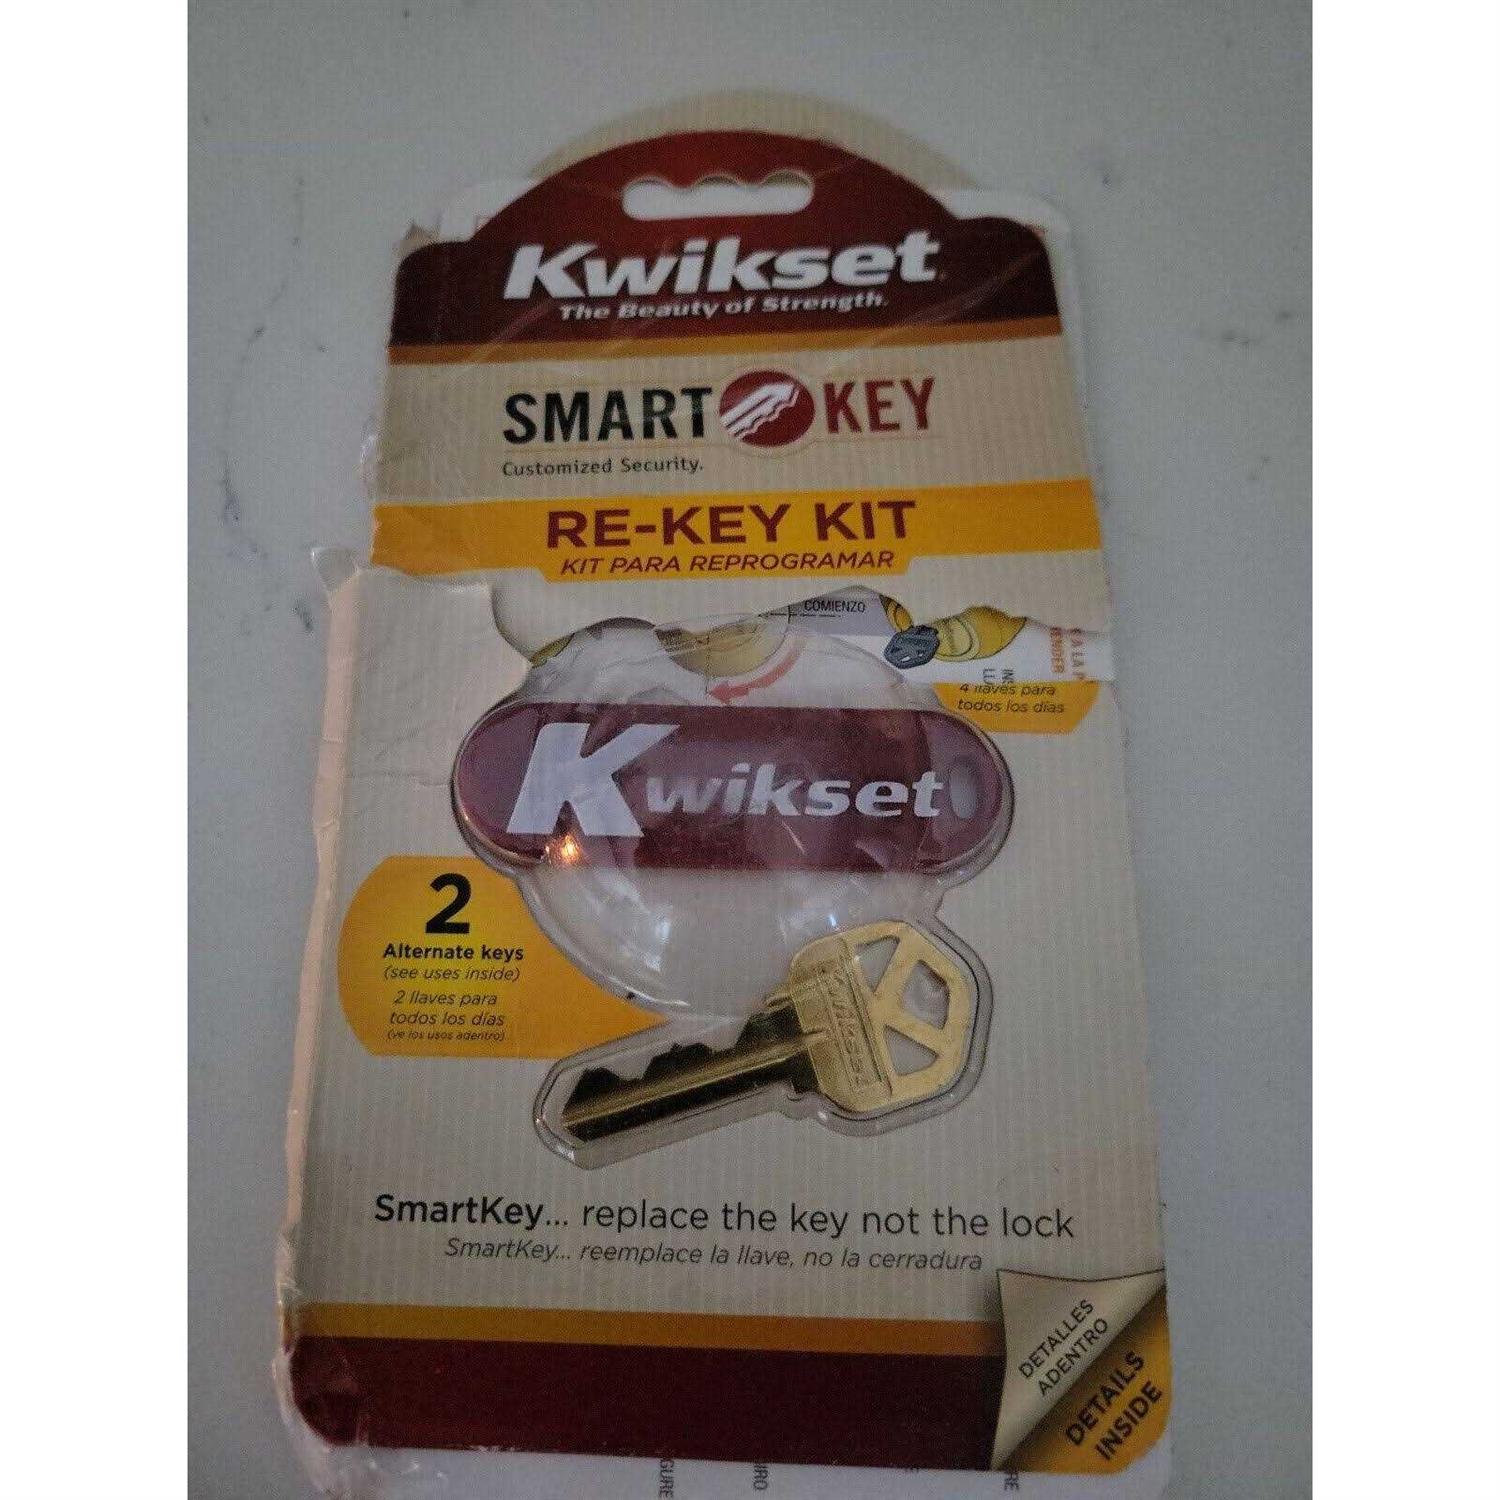 Kwikset
The Beauty of Strength.
SMART KEY
Customized Security.
RE-KEY KIT
KIT PARA REPROGRAMAR
COMIENZO
4 llaves para
todos los días
Kwikset
2
Alternate keys
(see uses inside)
2 llaves para
todos los días
(ve los usos adentro)
KWIKSET
SmartKey... replace the key not the lock
SmartKey... reemplace la llave, no la cerradura
DETALLES
ADENTRO
DETAILS
INSIDE